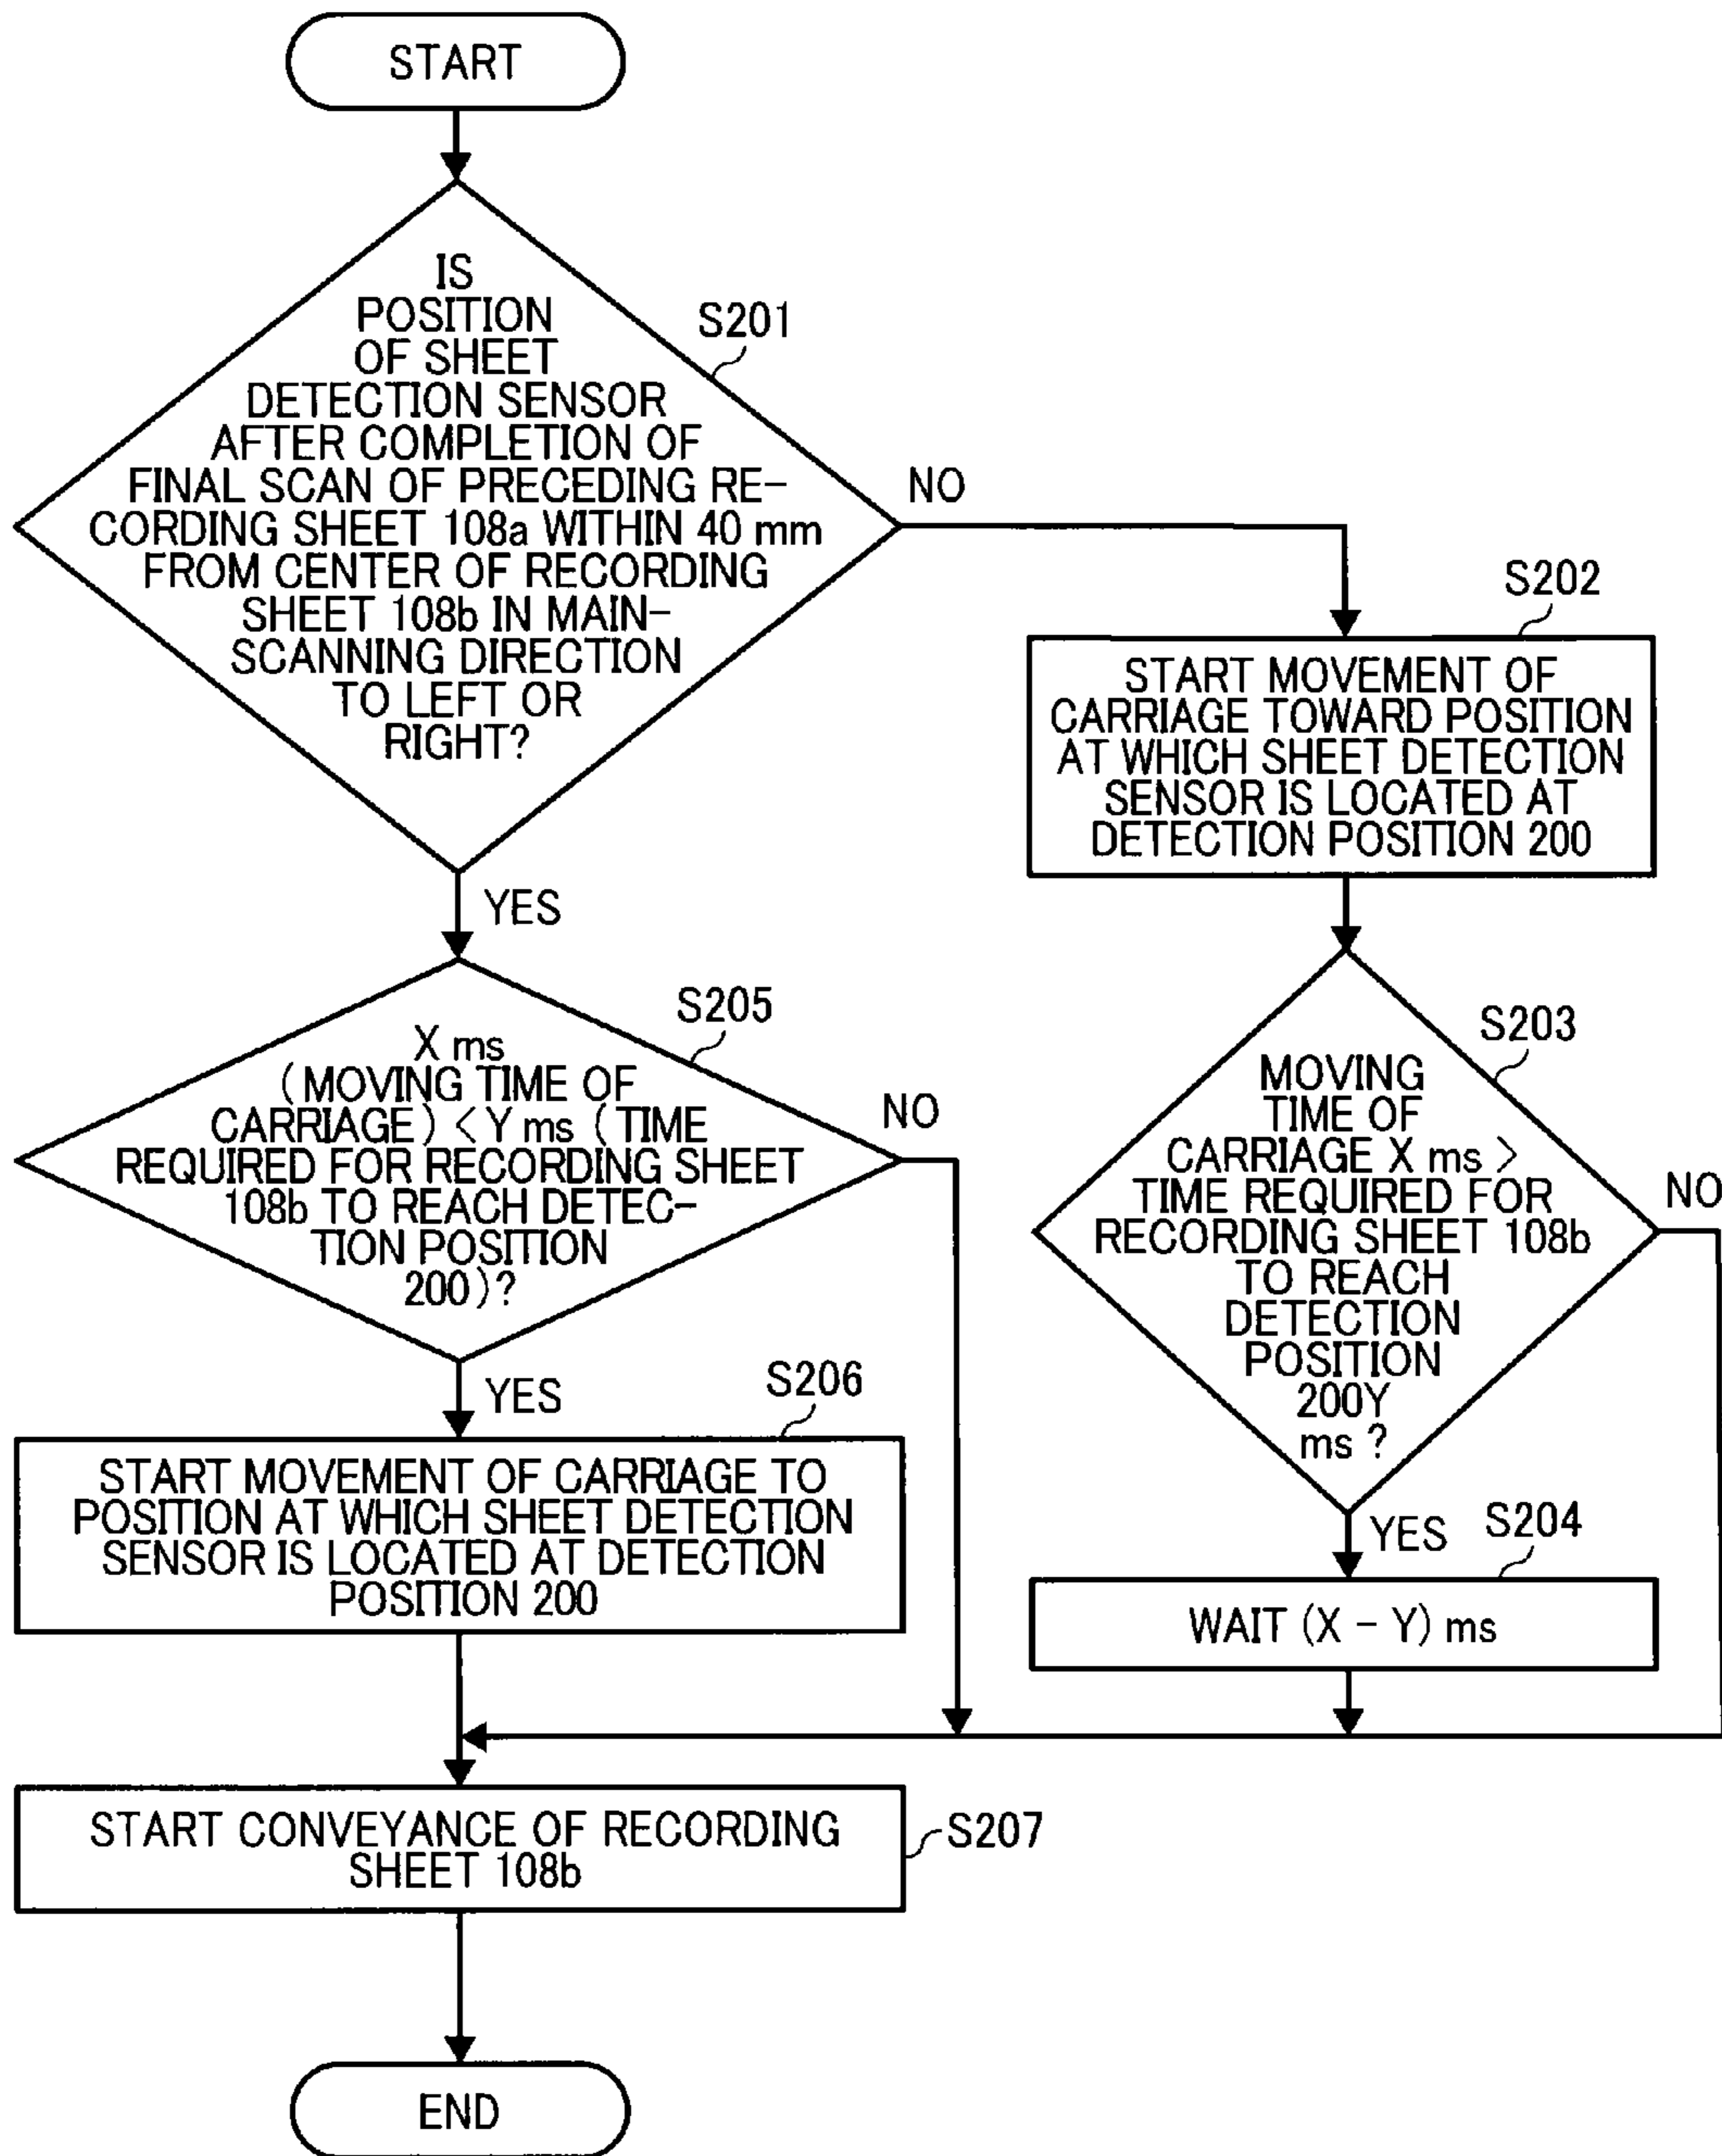 START
IS
POSITION
OF SHEET
DETECTION SENSOR
AFTER COMPLETION OF
FINAL SCAN OF PRECEDING RE-
CORDING SHEET 108a WITHIN 40 mm
FROM CENTER OF RECORDING
SHEET 108b IN MAIN-
SCANNING DIRECTION
TO LEFT OR
RIGHT?
S201
NO
YES
S202
START MOVEMENT OF
CARRIAGE TOWARD POSITION
AT WHICH SHEET DETECTION
SENSOR IS LOCATED AT
DETECTION POSITION 200
S205
X ms
(MOVING TIME OF
CARRIAGE) < Y ms (TIME
REQUIRED FOR RECORDING SHEET
108b TO REACH DETEC-
TION POSITION
200)?
NO
YES
S203
MOVING
TIME OF
CARRIAGE X ms >
TIME REQUIRED FOR
RECORDING SHEET 108b
TO REACH
DETECTION
POSITION
200Y
ms ?
NO
YES
S206
START MOVEMENT OF CARRIAGE TO
POSITION AT WHICH SHEET DETECTION
SENSOR IS LOCATED AT DETECTION
POSITION 200
S204
WAIT (X - Y) ms
START CONVEYANCE OF RECORDING
SHEET 108b
S207
END